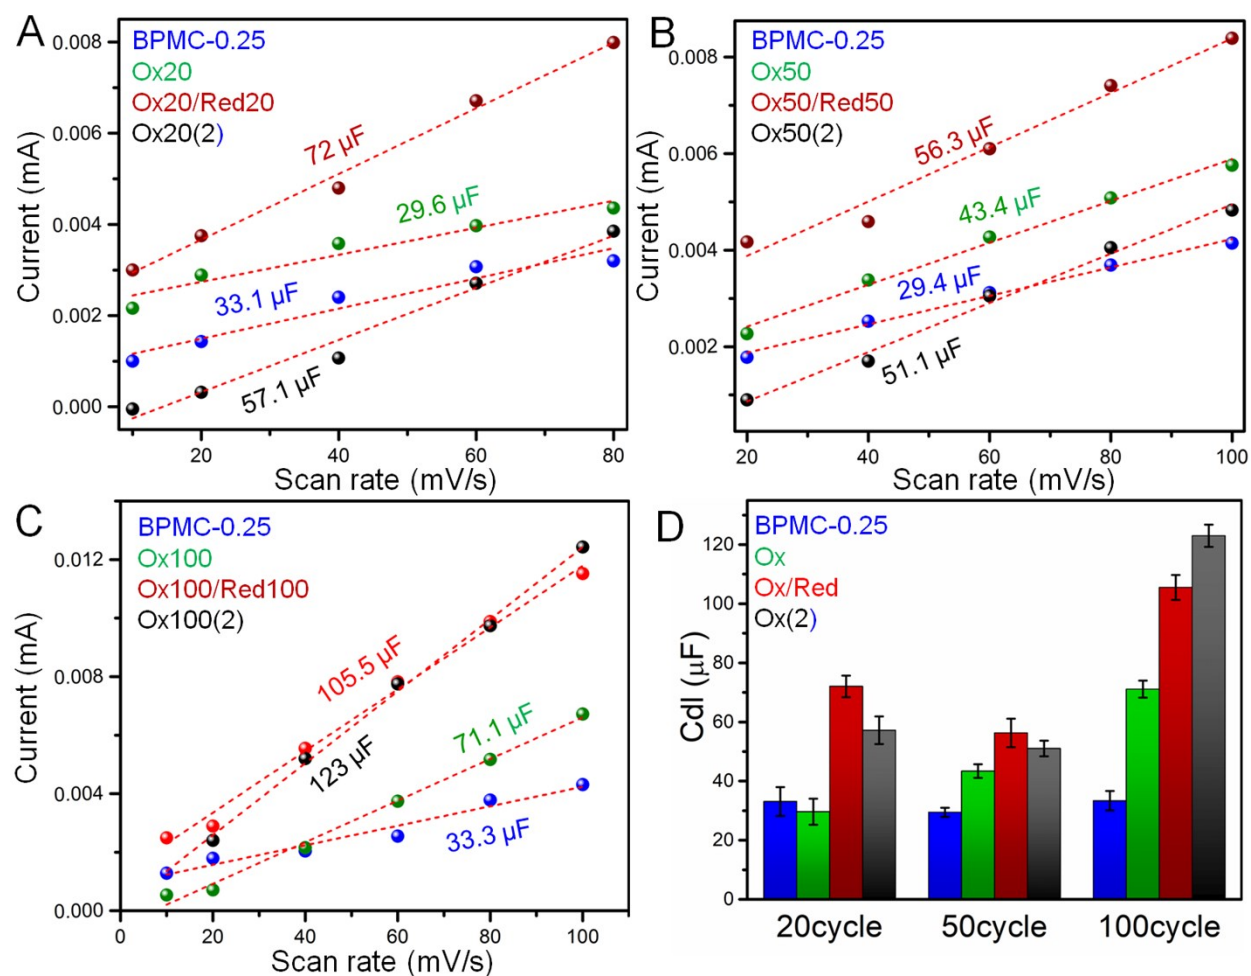 A
BPMC-0.25
Ox20
Ox20/Red20
Ox20(2)
72 µF
29.6 µF
33.1 µF
57.1 µF
0.008
0.006
0.004
0.002
0.000
Current (mA)
20
40
60
80
Scan rate (mV/s)
B
BPMC-0.25
Ox50
Ox50/Red50
Ox50(2)
56.3 µF
43.4 µF
29.4 µF
51.1 µF
0.008
0.006
0.004
0.002
Current (mA)
20
40
60
80
100
Scan rate (mV/s)
C
BPMC-0.25
Ox100
Ox100/Red100
Ox100(2)
105.5 µF
123 µF
71.1 µF
33.3 µF
0.012
0.008
0.004
0.000
Current (mA)
0
20
40
60
80
100
Scan rate (mV/s)
D
BPMC-0.25
Ox
Ox/Red
Ox(2)
120
100
80
60
40
20
0
Cdl (µF)
20cycle
50cycle
100cycle